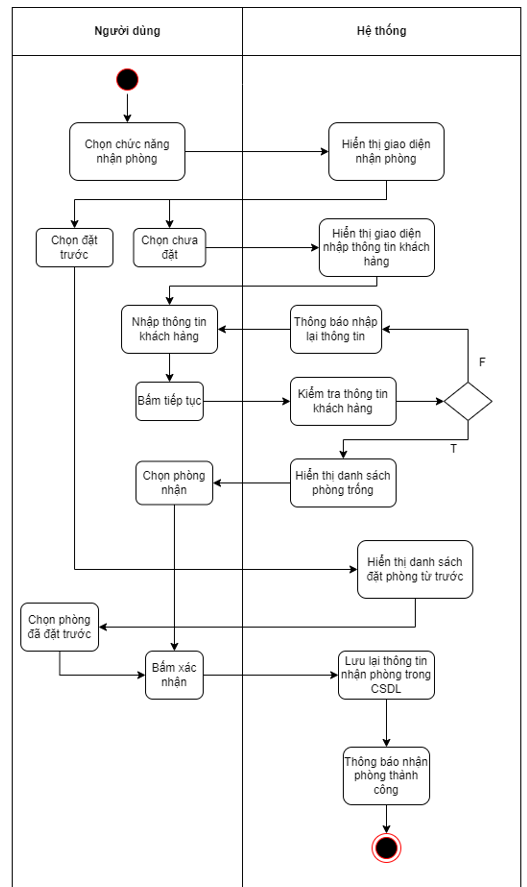 Người dùng
Hệ thống
Chọn chức năng
nhận phòng
Hiển thị giao diện
nhận phòng
Chọn đặt
trước
Chọn chưa
đặt
Hiển thị giao diện
nhập thông tin khách
hàng
Nhập thông tin
khách hàng
Thông báo nhập
lại thông tin
F
Bấm tiếp tục
Kiểm tra thông tin
khách hàng
T
Chọn phòng
nhận
Hiển thị danh sách
phòng trống
Hiển thị danh sách
đặt phòng từ trước
Chọn phòng
đã đặt trước
Bấm xác
nhận
Lưu lại thông tin
nhận phòng trong
CSDL
Thông báo nhận
phòng thành
công